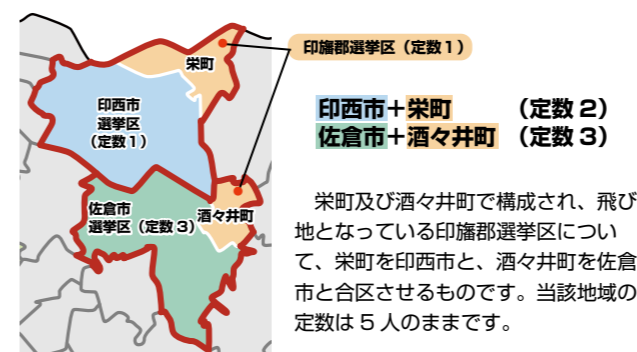 印旛郡選挙区（定数１）
栄町
印西市
選挙区
（定数１）
印西市＋栄町　（定数２）
佐倉市＋酒々井町　（定数３）
佐倉市
選挙区（定数３）
酒々井町
栄町及び酒々井町で構成され、飛び
地となっている印旛郡選挙区につい
て、栄町を印西市と、酒々井町を佐倉
市と合区させるものです。当該地域の
定数は５人のままです。